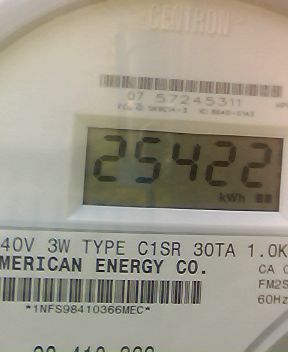 CENTRON
07 57245311
25422
kWh
40V 3W TYPE C1SR 30TA 1.0K
MERICAN ENERGY CO.
CA 0
FM2S
60Hz
*1NFS98410366MEC*